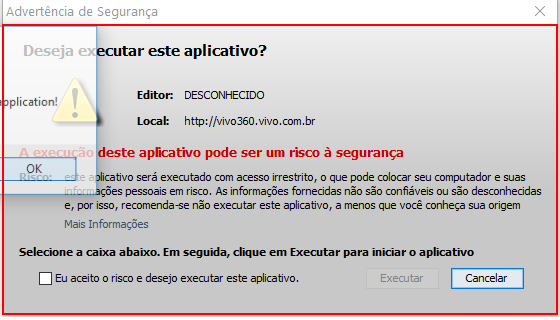 Advertência de Segurança
Deseja executar este aplicativo?
Editor: DESCONHECIDO
application!
Local: http://vivo360.vivo.com.br
A execução deste aplicativo pode ser um risco à segurança
OK
Risco: este aplicativo será executado com acesso irrestrito, o que pode colocar seu computador e suas
informações pessoais em risco. As informações fornecidas não são confiáveis ou são desconhecidas
e, por isso, recomenda-se não executar este aplicativo, a menos que você conheça sua origem
Mais Informações
Selecione a caixa abaixo. Em seguida, clique em Executar para iniciar o aplicativo
Eu aceito o risco e desejo executar este aplicativo.
Executar
Cancelar